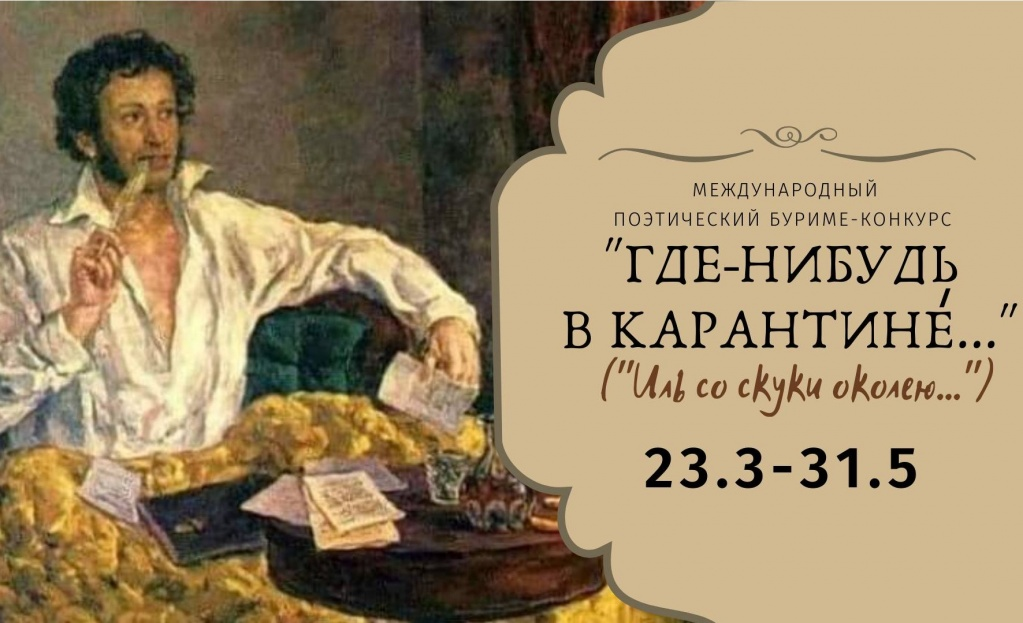 МЕЖДУНАРОДНЫЙ
ПОЭТИЧЕСКИЙ БУРИМЕ-КОНКУРС
"ГДЕ-НИБУДЬ
В КАРАНТИНЕ́..."
("Иль со скуки околею...")
23.3-31.5